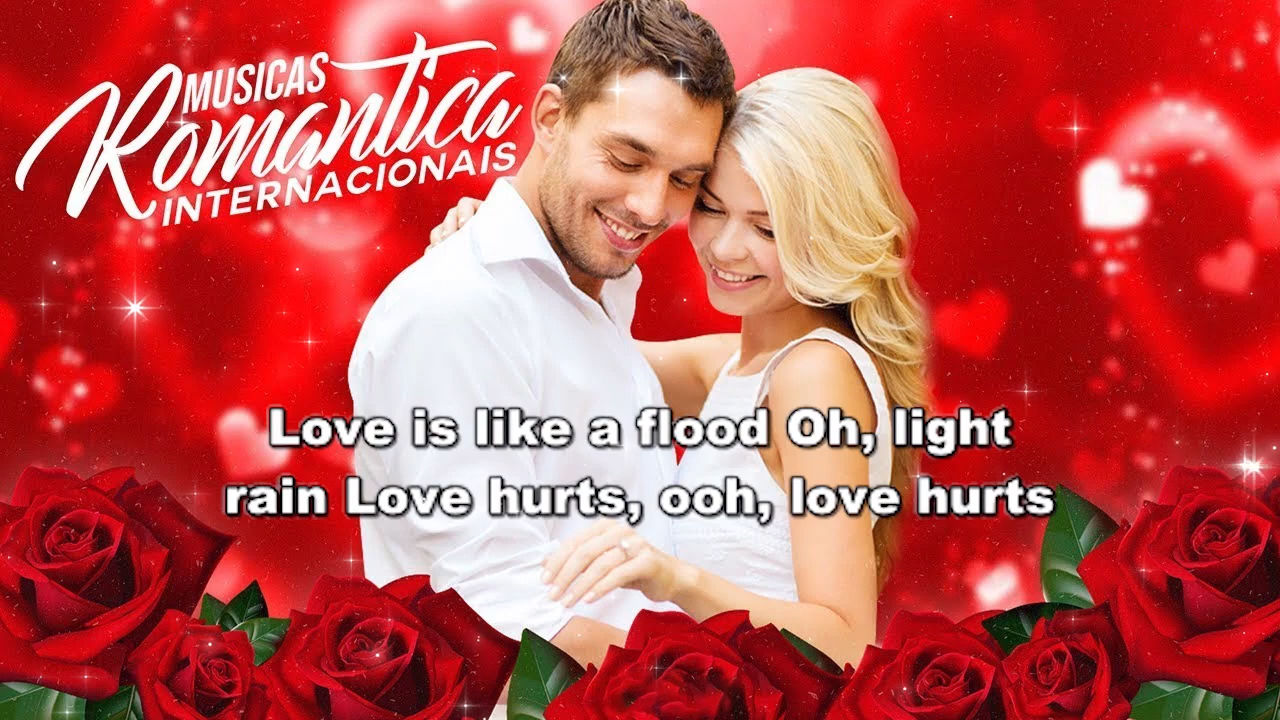 MUSICAS
Romantica
INTERNACIONAIS
Love is like a flood Oh, light
rain Love hurts, ooh, love hurts